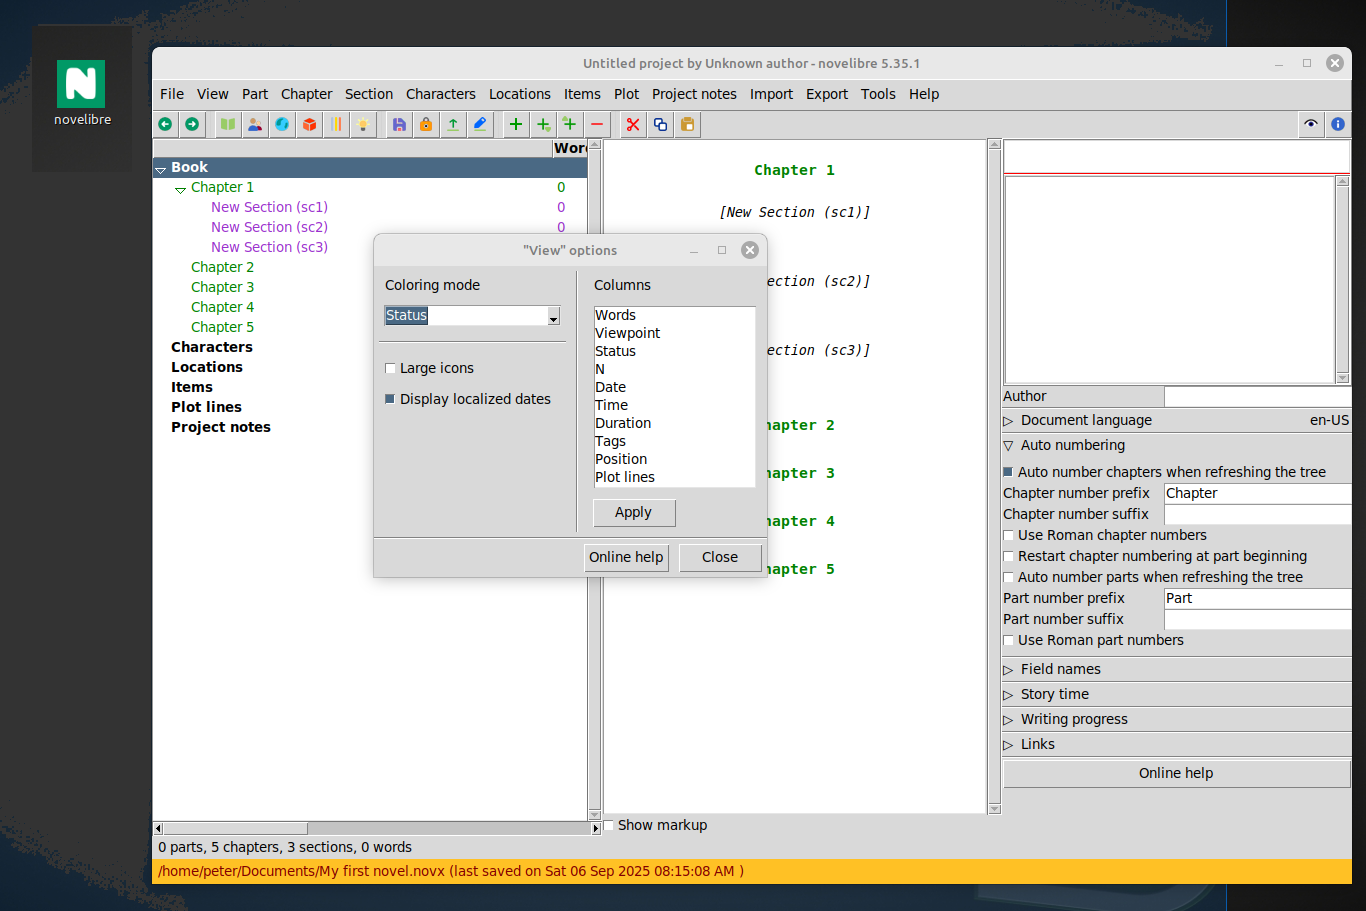 novelibre
Untitled project by Unknown author - novelibre 5.35.1
File View Part Chapter Section Characters Locations Items Plot Project notes Import Export Tools Help
Wor
Book
Chapter 1 0
New Section (sc1) 0
New Section (sc2) 0
New Section (sc3)
Chapter 2
Chapter 3
Chapter 4
Chapter 5
Characters
Locations
Items
Plot lines
Project notes
0 parts, 5 chapters, 3 sections, 0 words
/home/peter/Documents/My first novel.novx (last saved on Sat 06 Sep 2025 08:15:08 AM )
"View" options
Coloring mode
Status
Large icons
Display localized dates
Columns
Words
Viewpoint
Status
N
Date
Time
Duration
Tags
Position
Plot lines
Apply
Online help
Close
Chapter 1
[New Section (sc1)]
ection (sc2)]
ection (sc3)]
hapter 2
hapter 3
hapter 4
hapter 5
Show markup
Author
Document language en-US
Auto numbering
Auto number chapters when refreshing the tree
Chapter number prefix Chapter
Chapter number suffix
Use Roman chapter numbers
Restart chapter numbering at part beginning
Auto number parts when refreshing the tree
Part number prefix Part
Part number suffix
Use Roman part numbers
Field names
Story time
Writing progress
Links
Online help